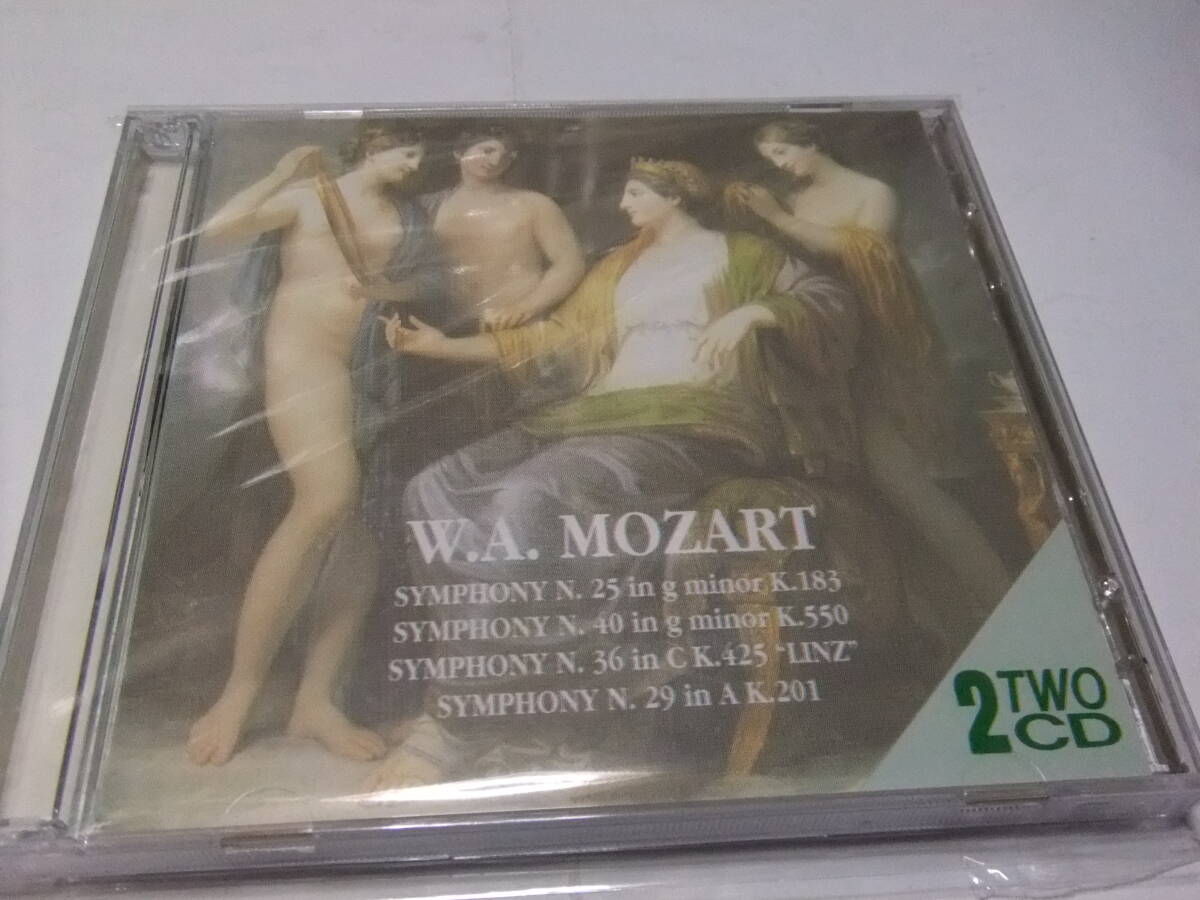 W.A. MOZART
SYMPHONY N. 25 in g minor K.183
SYMPHONY N. 40 in g minor K.550
SYMPHONY N. 36 in C K.425 "LINZ"
SYMPHONY N. 29 in A K.201
2 TWO CD